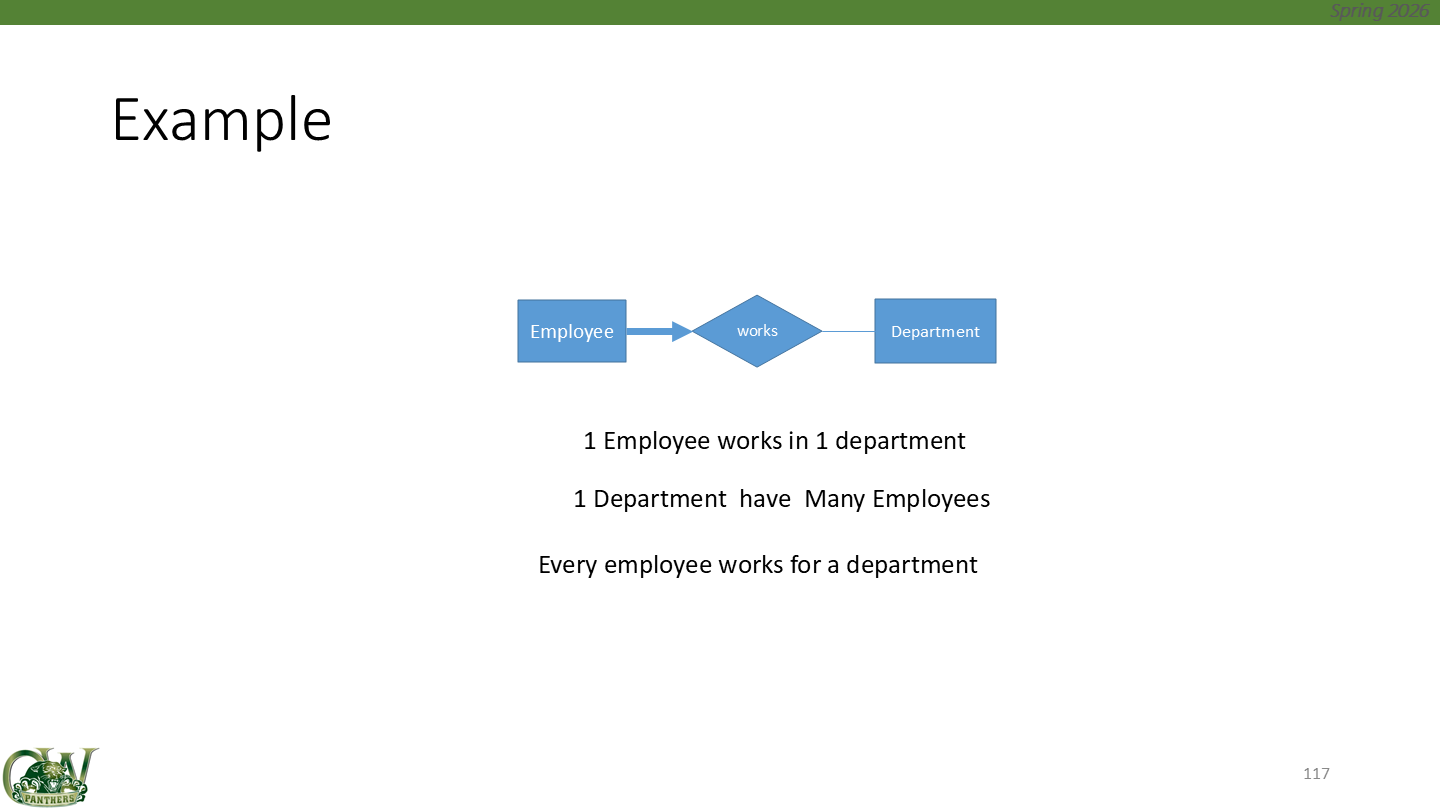 Spring 2026
Example
Employee
works
Department
1 Employee works in 1 department
1 Department  have  Many Employees
Every employee works for a department
OW
PANTHERS
117